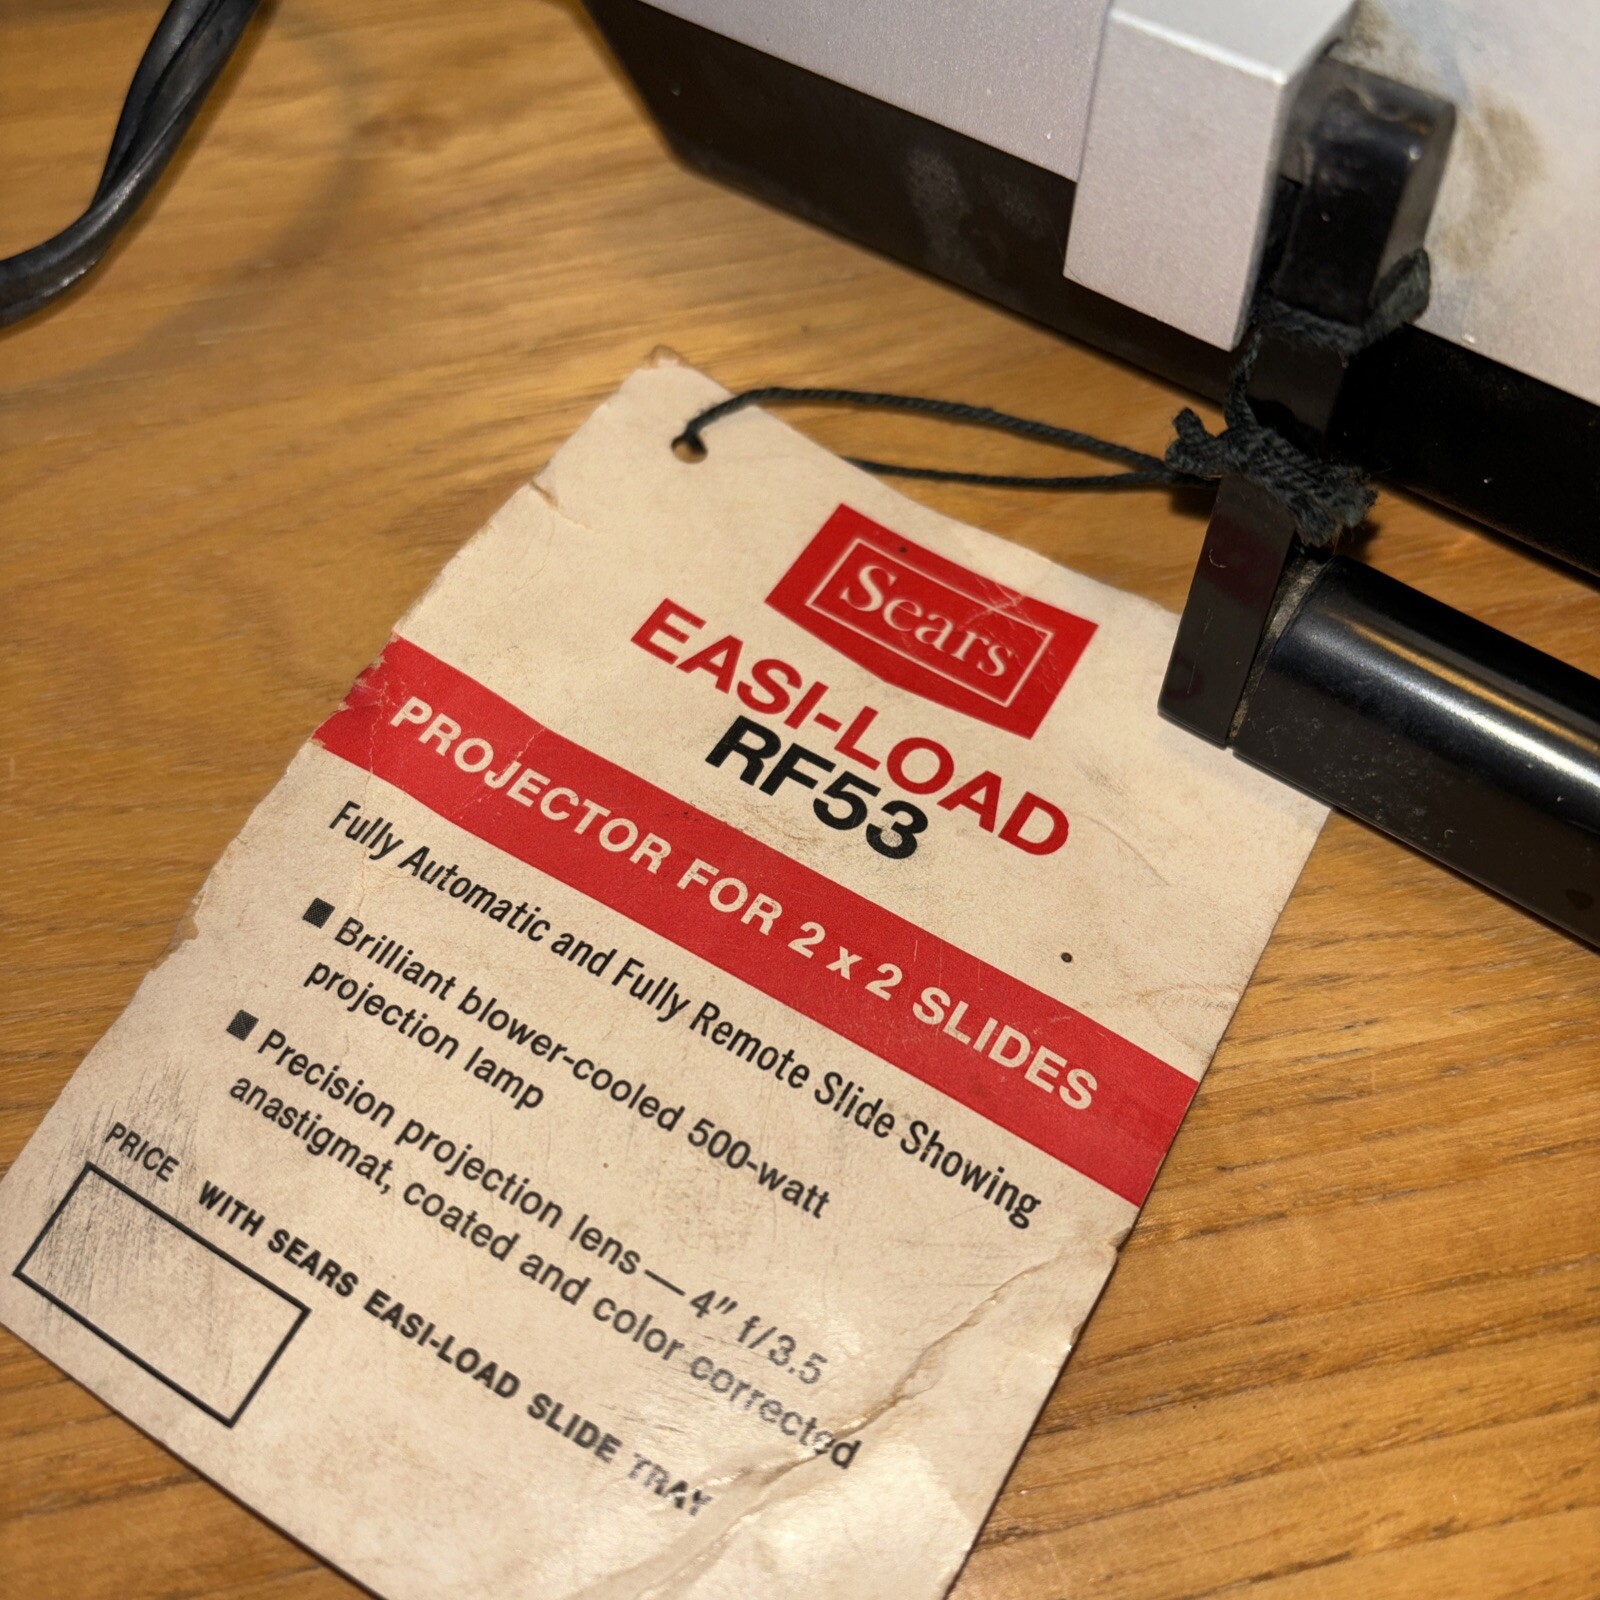 Sears
EASI-LOAD
RF53
PROJECTOR FOR 2 x 2 SLIDES
Fully Automatic and Fully Remote Slide Showing
■ Brilliant blower-cooled 500-watt
projection lamp
■ Precision projection lens—4" f/3.5
anastigmat, coated and color corrected
PRICE WITH SEARS EASI-LOAD SLIDE TRAY